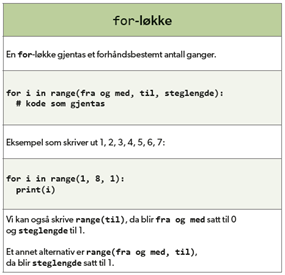 for-løkke
En for-løkke gjentas et forhåndsbestemt antall ganger.
for i in range(fra og med, til, steglengde):
# kode som gjentas
Eksempel som skriver ut 1, 2, 3, 4, 5, 6, 7:
for i in range(1, 8, 1):
print(i)
Vi kan også skrive range(til), da blir fra og med satt til 0
og steglengde til 1.
Et annet alternativ er range(fra og med, til),
da blir steglengde satt til 1.